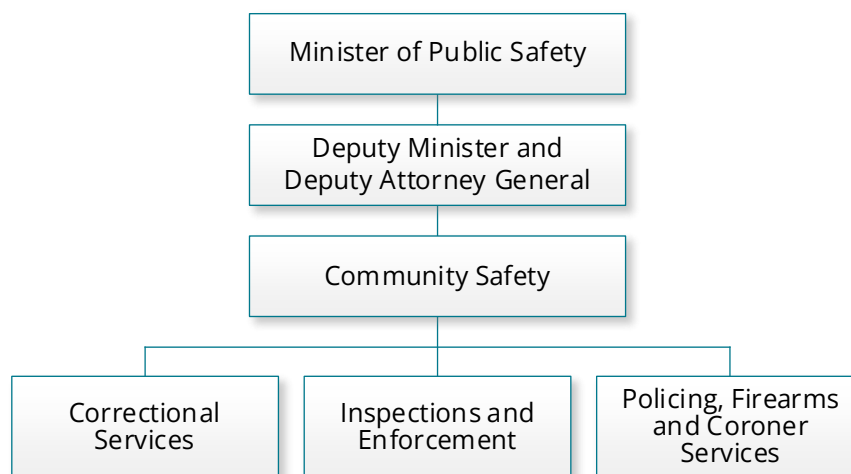 Minister of Public Safety
Deputy Minister and
Deputy Attorney General
Community Safety
Correctional
Services
Inspections and
Enforcement
Policing, Firearms
and Coroner
Services